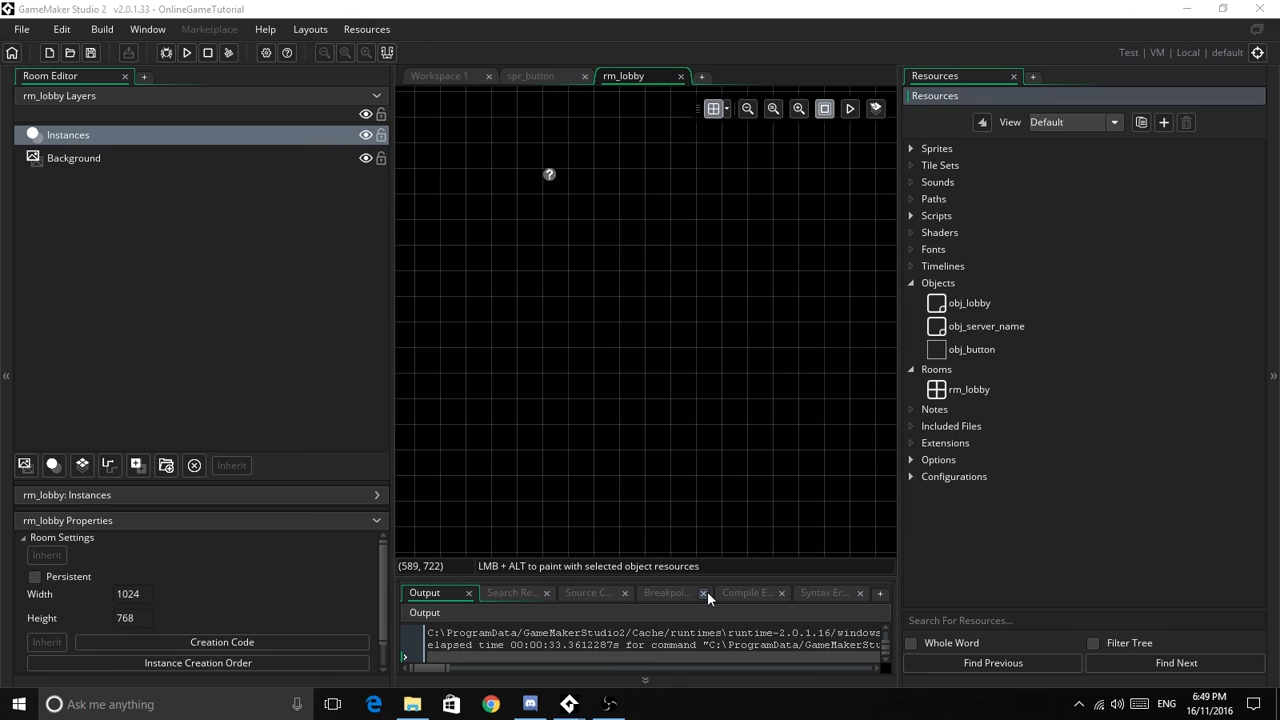 GameMaker Studio 2 v2.0.1.33 - OnlineGameTutorial
File Edit Build Window Marketplace Help Layouts Resources
Test | VM | Local | default
Room Editor
Workspace 1 spr_button rm_lobby
Resources
rm_lobby Layers
Resources
View Default
Instances
Background
Sprites
Tile Sets
Sounds
Paths
Scripts
Shaders
Fonts
Timelines
Objects
obj_lobby
obj_server_name
obj_button
Rooms
rm_lobby
Notes
Included Files
Extensions
Options
Configurations
Inherit
rm_lobby: Instances
rm_lobby Properties
Room Settings
Inherit
Persistent
Width 1024
Height 768
Inherit Creation Code
Instance Creation Order
(589, 722) LMB + ALT to paint with selected object resources
Output Search Re... Source C... Breakpoi... Compile E... Syntax Er...
Output
C:\ProgramData/GameMakerStudio2/Cache/runtimes\runtime-2.0.1.16/windows
elapsed time 00:00:33.3612287s for command "C:\ProgramData/GameMakerStu
Search For Resources...
Whole Word Filter Tree
Find Previous Find Next
Ask me anything
ENG
6:49 PM
16/11/2016